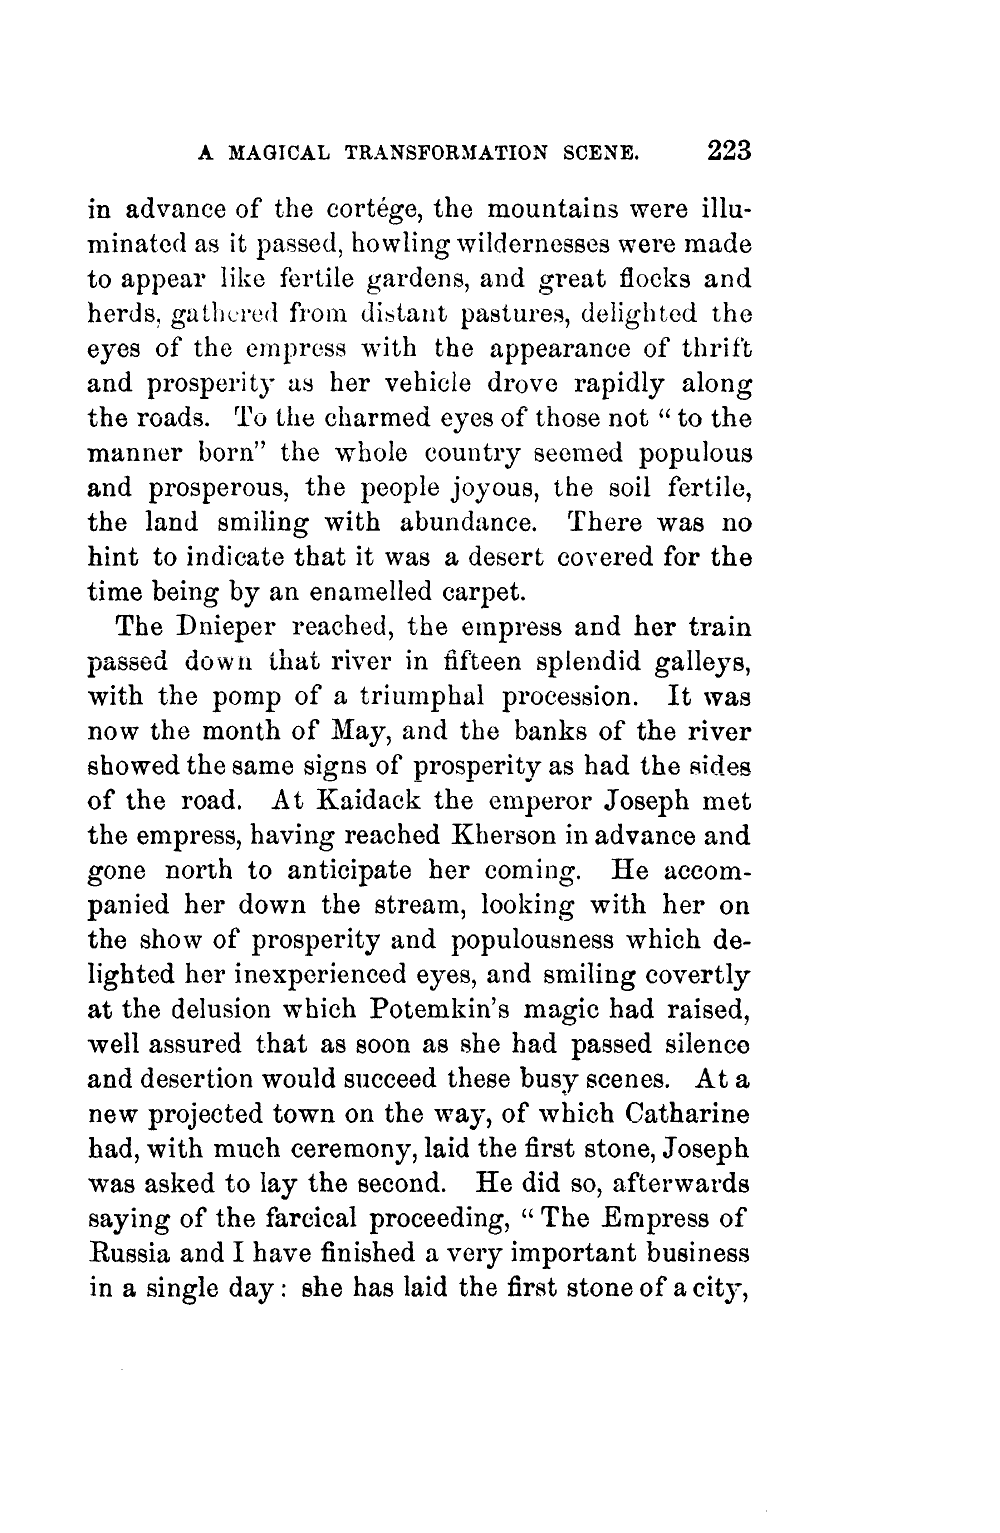 A MAGICAL TRANSFORMATION SCENE. 223
in advance of the cortége, the mountains were illu-
minated as it passed, howling wildernesses were made
to appear like fertile gardens, and great flocks and
herds, gathered from distant pastures, delighted the
eyes of the empress with the appearance of thrift
and prosperity as her vehicle drove rapidly along
the roads. To the charmed eyes of those not “ to the
manner born” the whole country seemed populous
and prosperous, the people joyous, the soil fertile,
the land smiling with abundance. There was no
hint to indicate that it was a desert covered for the
time being by an enamelled carpet.
The Dnieper reached, the empress and her train
passed down that river in fifteen splendid galleys,
with the pomp of a triumphal procession. It was
now the month of May, and the banks of the river
showed the same signs of prosperity as had the sides
of the road. At Kaidack the emperor Joseph met
the empress, having reached Kherson in advance and
gone north to anticipate her coming. He accom-
panied her down the stream, looking with her on
the show of prosperity and populousness which de-
lighted her inexperienced eyes, and smiling covertly
at the delusion which Potemkin’s magic had raised,
well assured that as soon as she had passed silence
and desertion would succeed these busy scenes. At a
new projected town on the way, of which Catharine
had, with much ceremony, laid the first stone, Joseph
was asked to lay the second. He did so, afterwards
saying of the farcical proceeding, “ The Empress of
Russia and I have finished a very important business
in a single day : she has laid the first stone of a city,